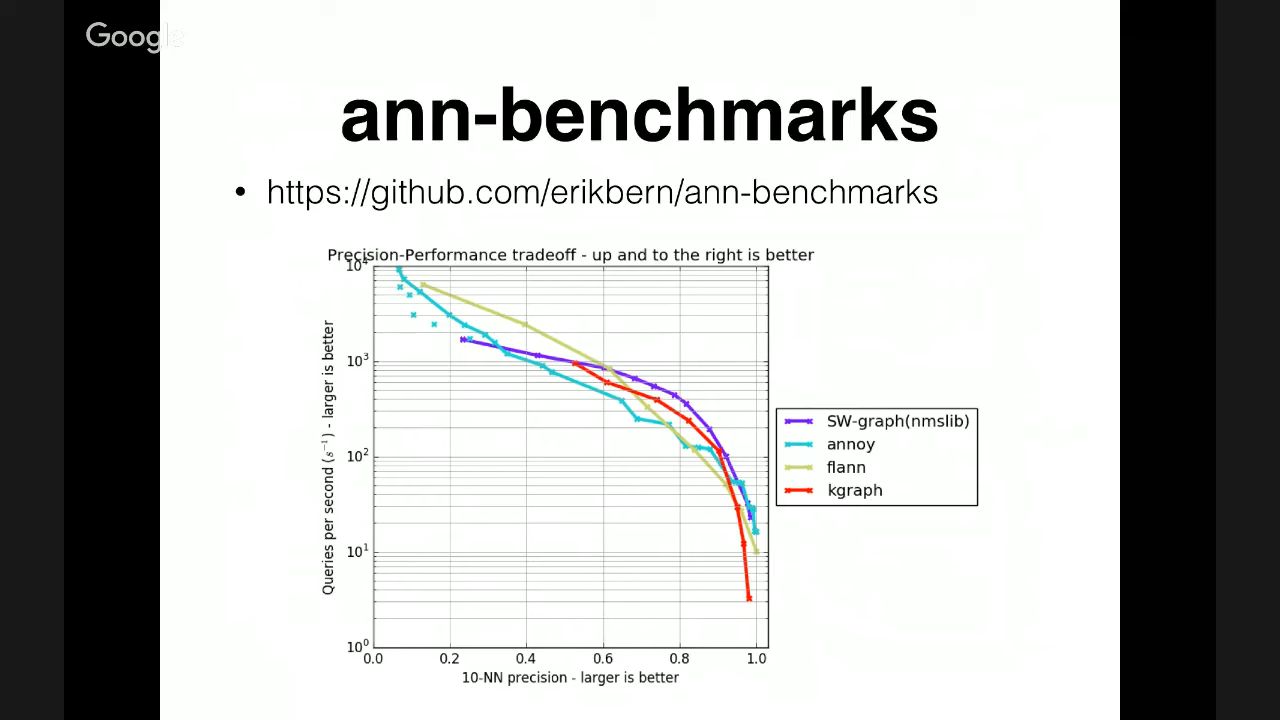 Google
ann-benchmarks
• https://github.com/erikbern/ann-benchmarks
Precision-Performance tradeoff - up and to the right is better
10⁴
10³
10²
10¹
10⁰
Queries per second (s⁻¹) - larger is better
0.0 0.2 0.4 0.6 0.8 1.0
10-NN precision - larger is better
SW-graph(nmslib)
annoy
flann
kgraph